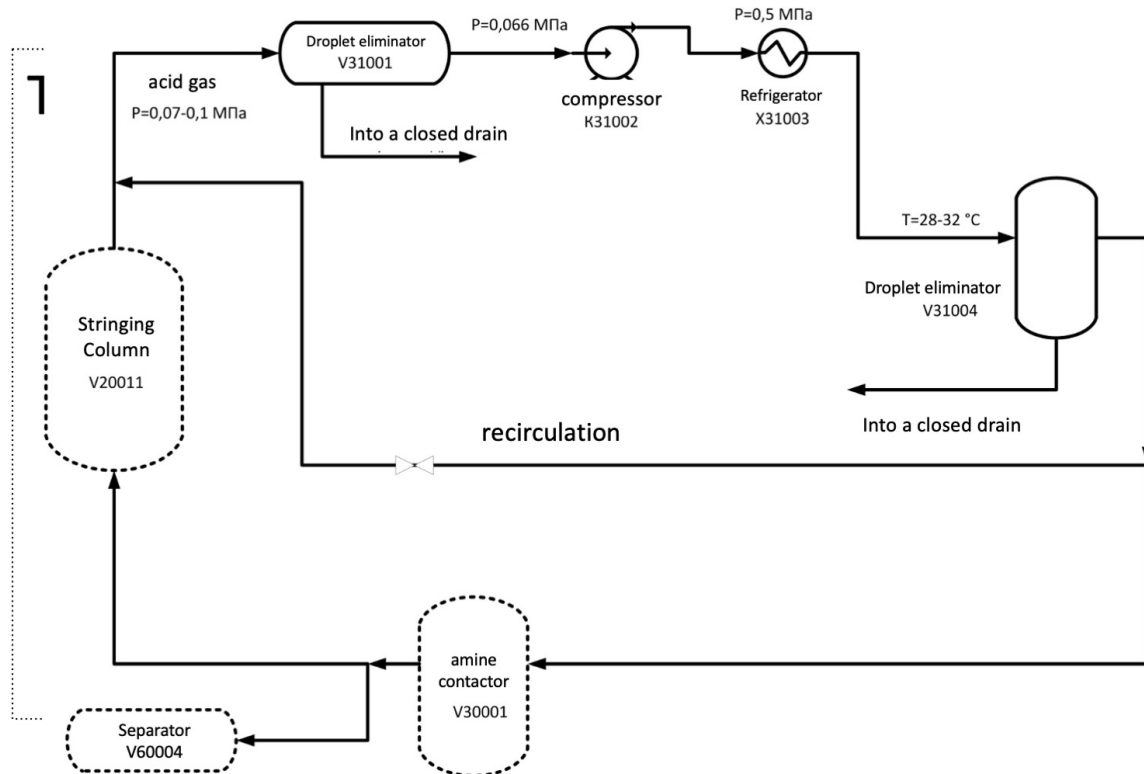 Droplet eliminator
V31001
P=0,066 МПа
P=0,5 МПа
acid gas
P=0,07-0,1 МПа
compressor
К31002
Refrigerator
X31003
Into a closed drain
T=28-32 °C
Droplet eliminator
V31004
Stringing
Column
V20011
Into a closed drain
recirculation
amine
contactor
V30001
Separator
V60004